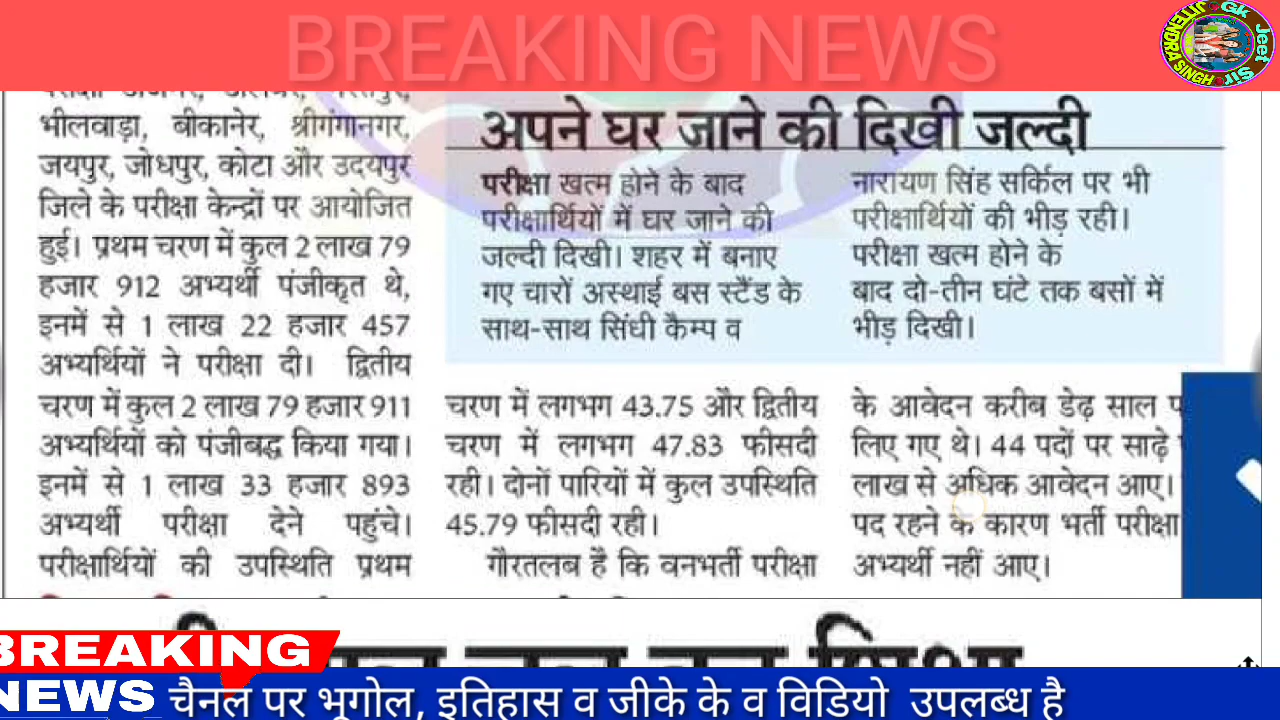 BREAKING NEWS
JITTENDRA SINGH Gk Jeet Sir
भीलवाड़ा, बीकानेर, श्रीगंगानगर,
जयपुर, जोधपुर, कोटा और उदयपुर
जिले के परीक्षा केन्द्रों पर आयोजित
हुई। प्रथम चरण में कुल 2 लाख 79
हजार 912 अभ्यर्थी पंजीकृत थे,
इनमें से 1 लाख 22 हजार 457
अभ्यर्थियों ने परीक्षा दी। द्वितीय
चरण में कुल 2 लाख 79 हजार 911
अभ्यर्थियों को पंजीबद्ध किया गया।
इनमें से 1 लाख 33 हजार 893
अभ्यर्थी परीक्षा देने पहुंचे।
परीक्षार्थियों की उपस्थिति प्रथम
अपने घर जाने की दिखी जल्दी
परीक्षा खत्म होने के बाद
परीक्षार्थियों में घर जाने की
जल्दी दिखी। शहर में बनाए
गए चारों अस्थाई बस स्टैंड के
साथ-साथ सिंधी कैम्प व
नारायण सिंह सर्किल पर भी
परीक्षार्थियों की भीड़ रही।
परीक्षा खत्म होने के
बाद दो-तीन घंटे तक बसों में
भीड़ दिखी।
चरण में लगभग 43.75 और द्वितीय
चरण में लगभग 47.83 फीसदी
रही। दोनों पारियों में कुल उपस्थिति
45.79 फीसदी रही।
गौरतलब है कि वनभर्ती परीक्षा
के आवेदन करीब डेढ़ साल
लिए गए थे। 44 पदों पर साढ़े
लाख से अधिक आवेदन आए।
पद रहने के कारण भर्ती परीक्षा
अभ्यर्थी नहीं आए।
BREAKING
NEWS चैनल पर भूगोल, इतिहास व जीके के व विडियो उपलब्ध है